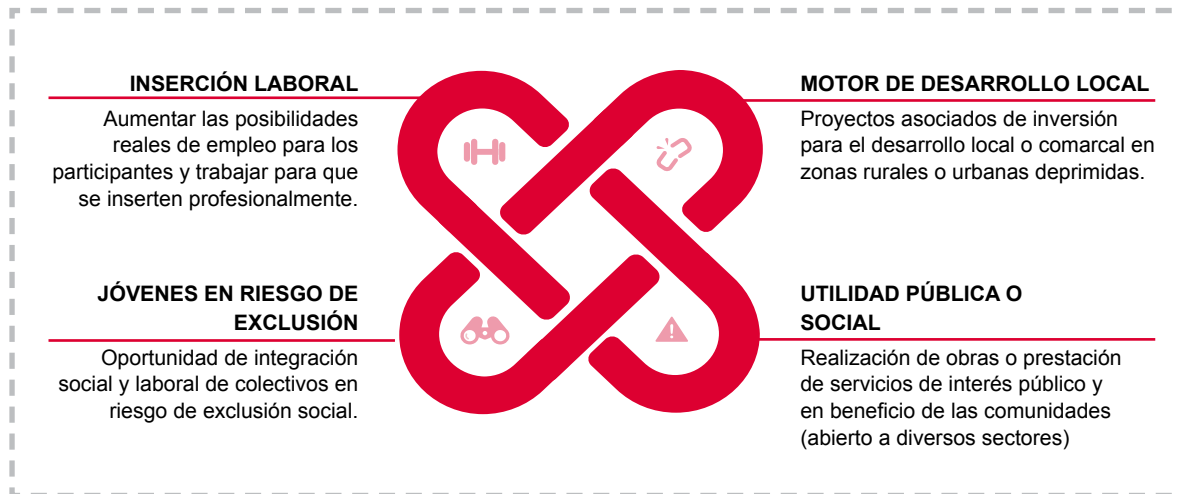 INSERCIÓN LABORAL
Aumentar las posibilidades
reales de empleo para los
participantes y trabajar para que
se inserten profesionalmente.
MOTOR DE DESARROLLO LOCAL
Proyectos asociados de inversión
para el desarrollo local o comarcal en
zonas rurales o urbanas deprimidas.
JÓVENES EN RIESGO DE
EXCLUSIÓN
Oportunidad de integración
social y laboral de colectivos en
riesgo de exclusión social.
UTILIDAD PÚBLICA O
SOCIAL
Realización de obras o prestación
de servicios de interés público y
en beneficio de las comunidades
(abierto a diversos sectores)